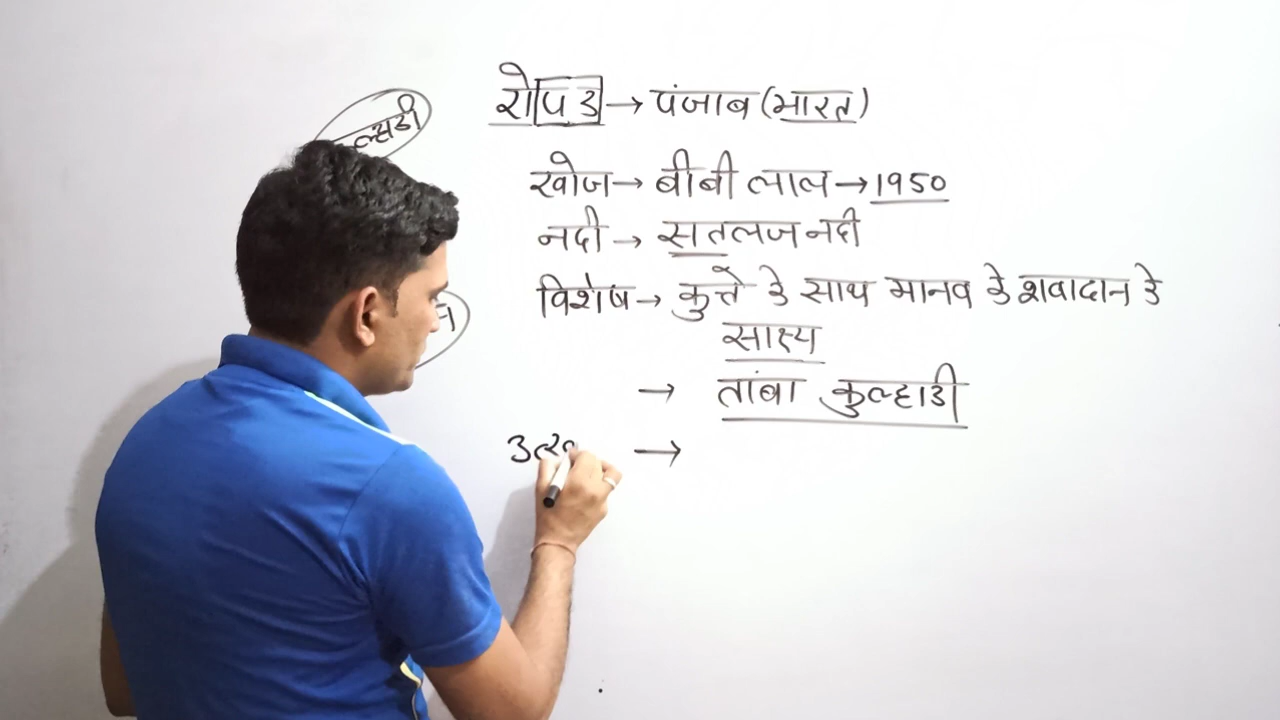 रोपड → पंजाब (भारत)
खोज → बीबी लाल → 1950
नदी → सतलज नदी
विशेष → कुत्ते के साथ मानव के शवादान के
साक्ष्य
→ तांबा कुल्हाडी
→